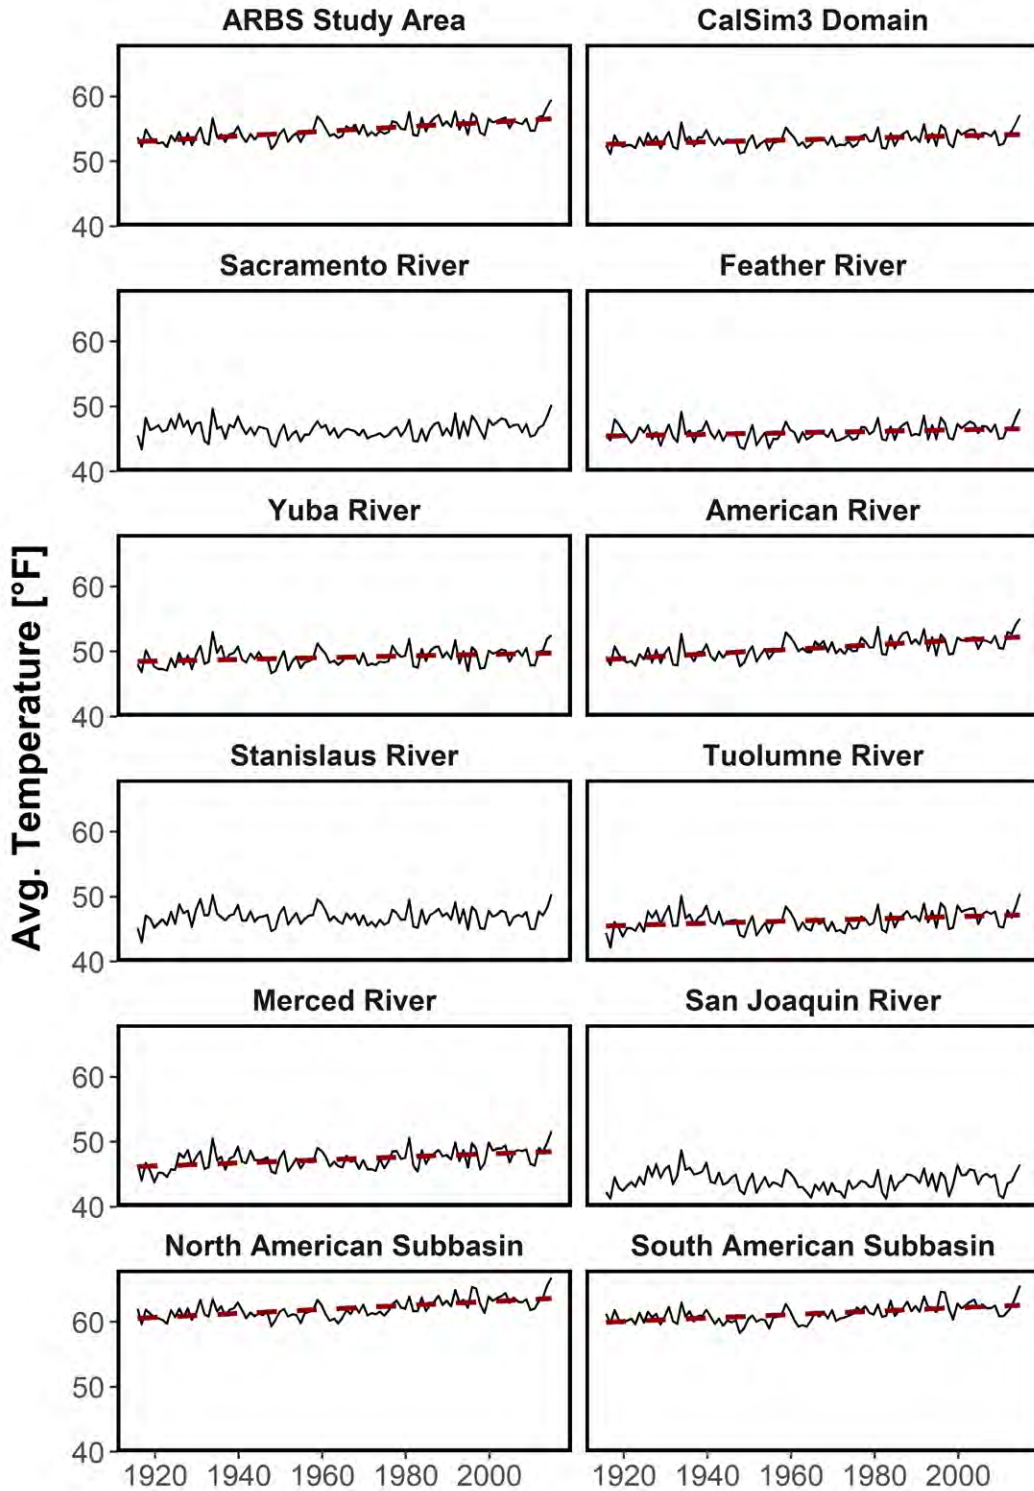 ARBS Study Area
CalSim3 Domain
60
50
40
Sacramento River
Feather River
60
50
40
Yuba River
American River
60
50
40
Avg. Temperature [°F]
Stanislaus River
Tuolumne River
60
50
40
Merced River
San Joaquin River
60
50
40
North American Subbasin
South American Subbasin
60
50
40
1920 1940 1960 1980 2000
1920 1940 1960 1980 2000